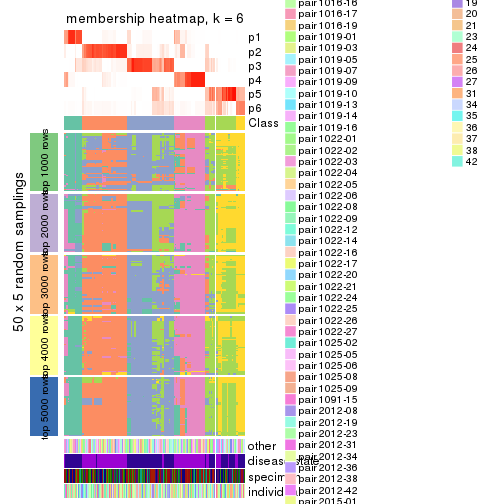 membership heatmap, k = 6
p1
p2
p3
p4
p5
p6
Class
50 x 5 random samplings
top 1000 rows
top 2000 rows
top 3000 rows
top 4000 rows
top 5000 rows
other
disease.state
specimen
individual
pair1016-16
pair1016-17
pair1016-19
pair1019-01
pair1019-03
pair1019-05
pair1019-07
pair1019-09
pair1019-10
pair1019-13
pair1019-14
pair1019-16
pair1022-01
pair1022-02
pair1022-03
pair1022-04
pair1022-05
pair1022-06
pair1022-08
pair1022-09
pair1022-12
pair1022-14
pair1022-16
pair1022-17
pair1022-20
pair1022-21
pair1022-24
pair1022-25
pair1022-26
pair1022-27
pair1025-02
pair1025-05
pair1025-06
pair1025-08
pair1025-09
pair1091-15
pair2012-08
pair2012-19
pair2012-23
pair2012-31
pair2012-34
pair2012-36
pair2012-38
pair2012-42
pair2015-01
19
20
21
23
24
25
26
27
31
34
35
36
37
38
42